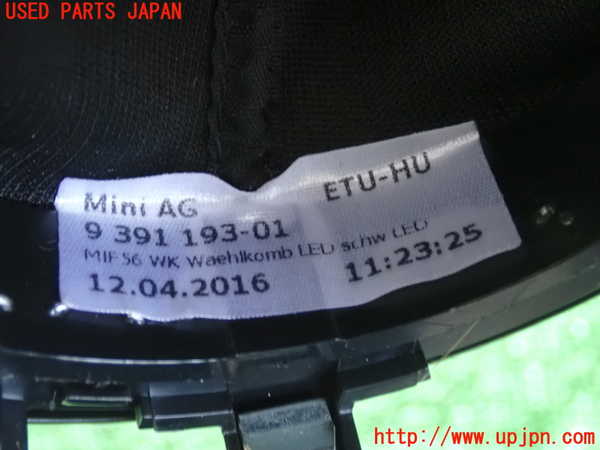 USED PARTS JAPAN
Mini AG
ETU-HU
9 391 193-01
WK Waehlkomb LED schw LED
12.04.2016
11:23:25
http://www.upjpn.com/